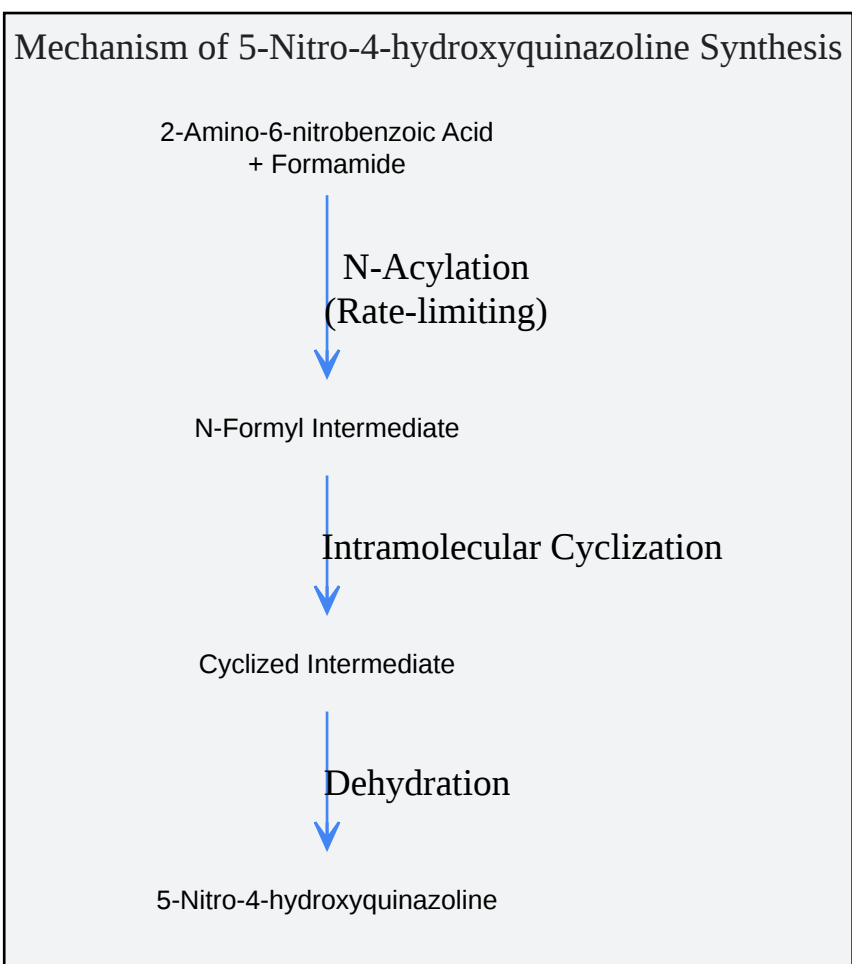 Mechanism of 5-Nitro-4-hydroxyquinazoline Synthesis
2-Amino-6-nitrobenzoic Acid
+ Formamide
N-Acylation
(Rate-limiting)
N-Formyl Intermediate
Intramolecular Cyclization
Cyclized Intermediate
Dehydration
5-Nitro-4-hydroxyquinazoline